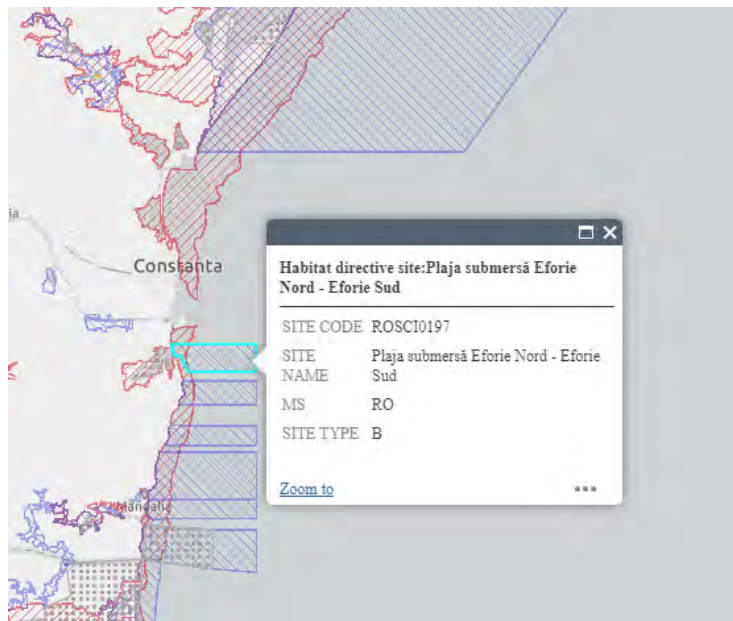 ia
Constanta
Mangalia
Habitat directive site:Plaja submersă Eforie
Nord - Eforie Sud
SITE CODE ROSCI0197
SITE NAME Plaja submersă Eforie Nord - Eforie Sud
MS RO
SITE TYPE B
Zoom to